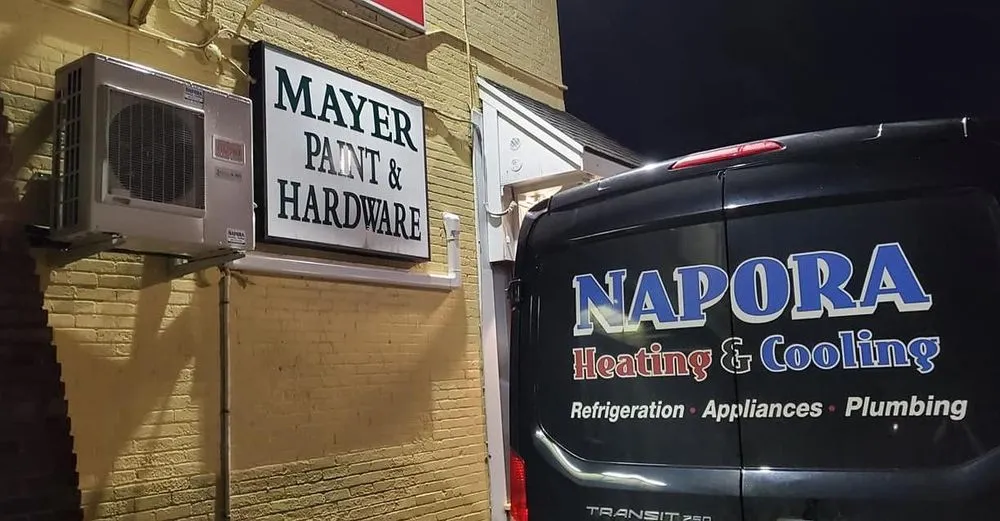 MAYER
PAINT &
HARDWARE
NAPORA
Heating & Cooling
Refrigeration • Appliances • Plumbing
TRANSIT 250